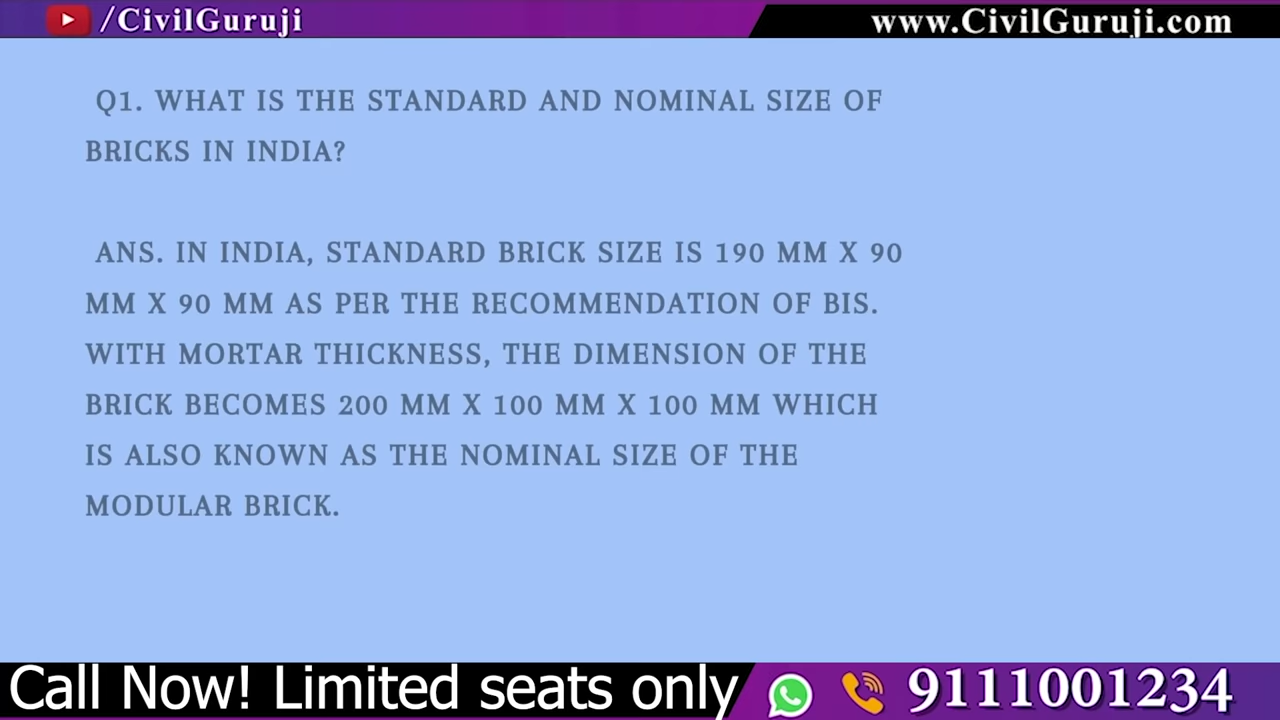 /CivilGuruji
www.CivilGuruji.com
Q1. WHAT IS THE STANDARD AND NOMINAL SIZE OF
BRICKS IN INDIA?
ANS. IN INDIA, STANDARD BRICK SIZE IS 190 MM X 90
MM X 90 MM AS PER THE RECOMMENDATION OF BIS.
WITH MORTAR THICKNESS, THE DIMENSION OF THE
BRICK BECOMES 200 MM X 100 MM X 100 MM WHICH
IS ALSO KNOWN AS THE NOMINAL SIZE OF THE
MODULAR BRICK.
Call Now! Limited seats only
9111001234